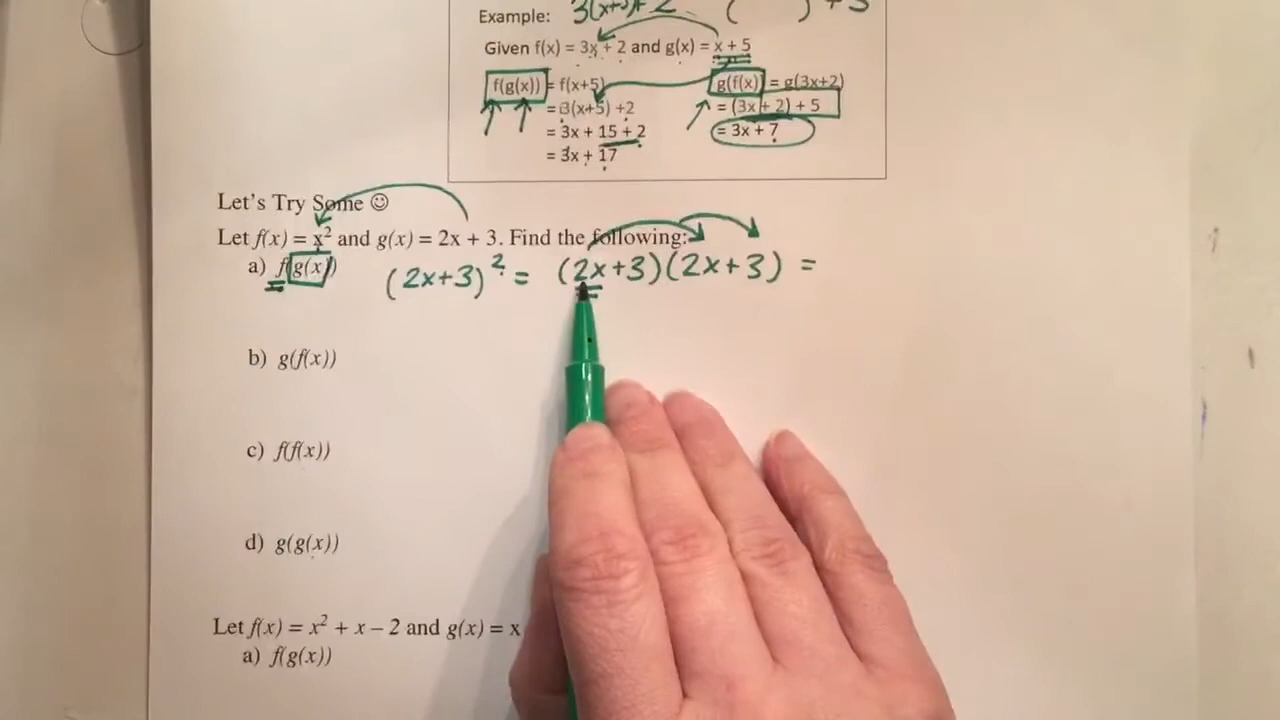 Example: 3(x+5)+2 ( ) + 5
Given f(x) = 3x + 2 and g(x) = x + 5
f(g(x)) = f(x+5) g(f(x)) = g(3x+2)
= 3(x+5) +2 = (3x + 2) + 5
= 3x + 15 + 2 = 3x + 7
= 3x + 17
Let's Try Some ☺
Let f(x) = x² and g(x) = 2x + 3. Find the following:
a) f(g(x)) (2x+3)² = (2x+3)(2x+3) =
b) g(f(x))
c) f(f(x))
d) g(g(x))
Let f(x) = x² + x – 2 and g(x) = x
a) f(g(x))